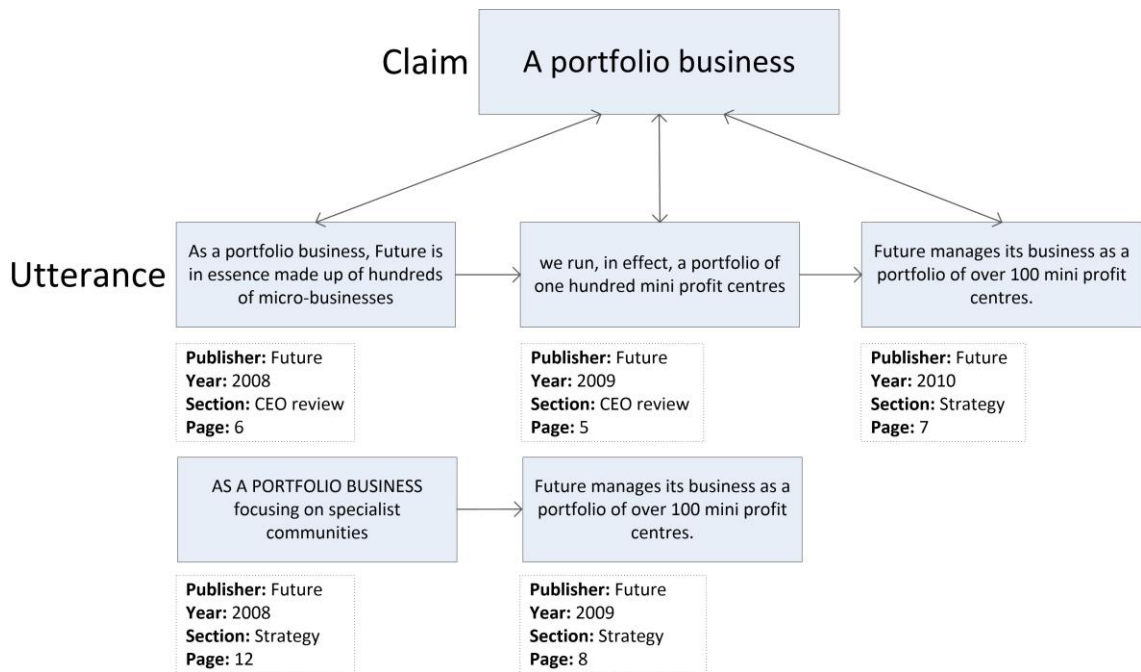 Claim
A portfolio business
Utterance
As a portfolio business, Future is
in essence made up of hundreds
of micro-businesses
we run, in effect, a portfolio of
one hundred mini profit centres
Future manages its business as a
portfolio of over 100 mini profit
centres.
Publisher: Future
Year: 2008
Section: CEO review
Page: 6
Publisher: Future
Year: 2009
Section: CEO review
Page: 5
Publisher: Future
Year: 2010
Section: Strategy
Page: 7
AS A PORTFOLIO BUSINESS
focusing on specialist
communities
Future manages its business as a
portfolio of over 100 mini profit
centres.
Publisher: Future
Year: 2008
Section: Strategy
Page: 12
Publisher: Future
Year: 2009
Section: Strategy
Page: 8